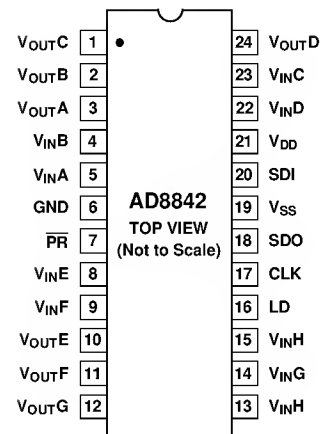 VOUTC 1 24 VOUTD
VOUTB 2 23 VINC
VOUTA 3 22 VIND
VINB 4 21 VDD
VINA 5 20 SDI
GND 6 AD8842 19 VSS
TOP VIEW
PR 7 (Not to Scale) 18 SDO
VINE 8 17 CLK
VINF 9 16 LD
VOUTE 10 15 VINH
VOUTF 11 14 VING
VOUTG 12 13 VINH